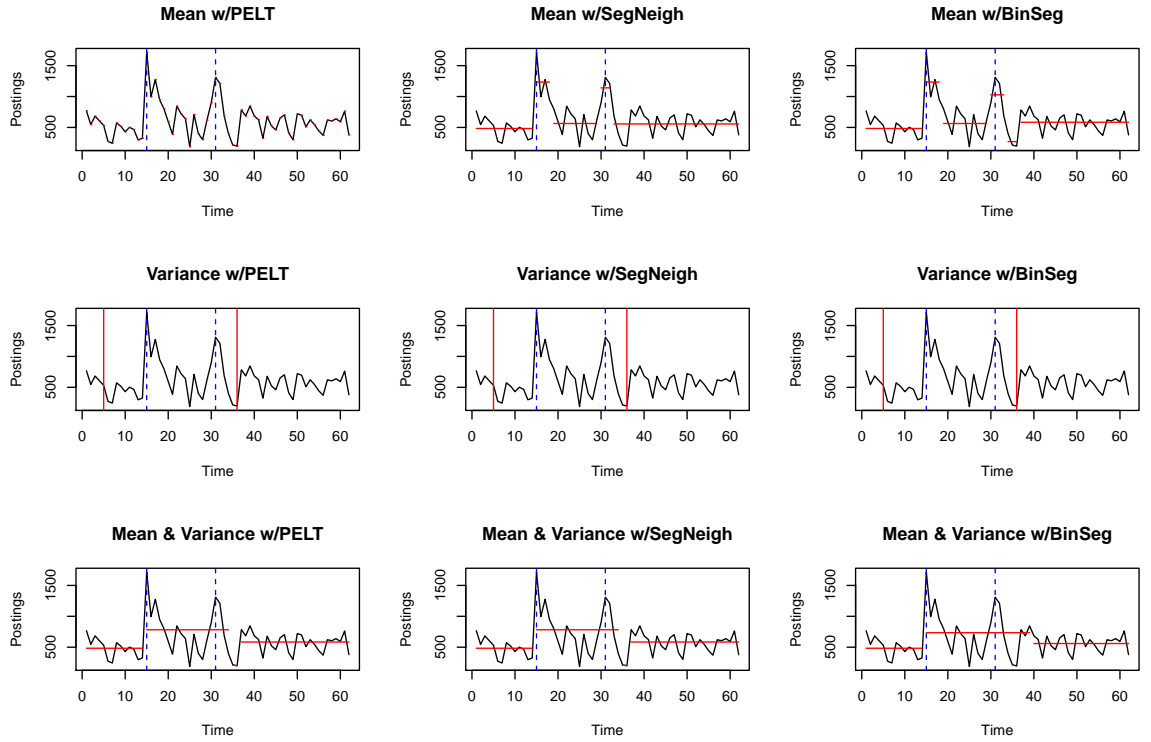 Mean w/PELT
Postings
500
1500
0 10 20 30 40 50 60
Time
Mean w/SegNeigh
Postings
500
1500
0 10 20 30 40 50 60
Time
Mean w/BinSeg
Postings
500
1500
0 10 20 30 40 50 60
Time
Variance w/PELT
Postings
500
1500
0 10 20 30 40 50 60
Time
Variance w/SegNeigh
Postings
500
1500
0 10 20 30 40 50 60
Time
Variance w/BinSeg
Postings
500
1500
0 10 20 30 40 50 60
Time
Mean & Variance w/PELT
Postings
500
1500
0 10 20 30 40 50 60
Time
Mean & Variance w/SegNeigh
Postings
500
1500
0 10 20 30 40 50 60
Time
Mean & Variance w/BinSeg
Postings
500
1500
0 10 20 30 40 50 60
Time